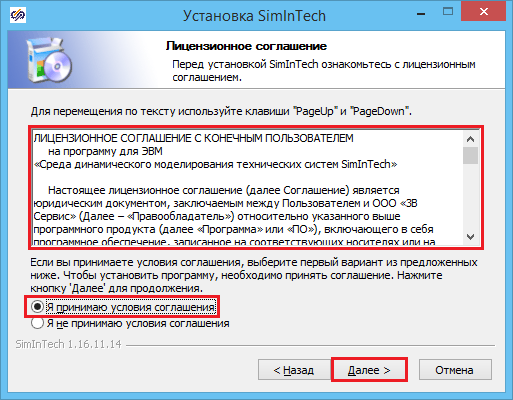 Установка SimInTech
Лицензионное соглашение
Перед установкой SimInTech ознакомьтесь с лицензионным
соглашением.
Для перемещения по тексту используйте клавиши "PageUp" и "PageDown".
ЛИЦЕНЗИОННОЕ СОГЛАШЕНИЕ С КОНЕЧНЫМ ПОЛЬЗОВАТЕЛЕМ
на программу для ЭВМ
«Среда динамического моделирования технических систем SimInTech»
Настоящее лицензионное соглашение (далее Соглашение) является
юридическим документом, заключаемым между Пользователем и ООО «3В
Сервис» (Далее – «Правообладатель») относительно указанного выше
программного продукта (далее «Программа» или «ПО»), включающего в себя
программное обеспечение, записанное на соответствующих носителях или на
Если вы принимаете условия соглашения, выберите первый вариант из предложенных
ниже. Чтобы установить программу, необходимо принять соглашение. Нажмите
кнопку 'Далее' для продолжения.
Я принимаю условия соглашения
Я не принимаю условия соглашения
SimInTech 1.16.11.14
< Назад
Далее >
Отмена